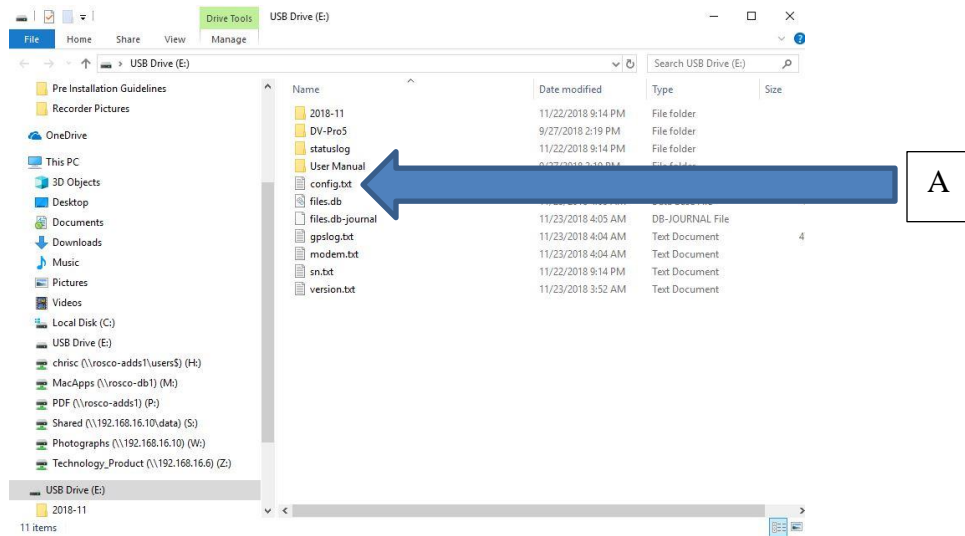 Drive Tools USB Drive (E:)
File Home Share View Manage
USB Drive (E:) Search USB Drive (E:)
Name Date modified Type Size
Pre Installation Guidelines
Recorder Pictures
OneDrive
This PC
3D Objects
Desktop
Documents
Downloads
Music
Pictures
Videos
Local Disk (C:)
USB Drive (E:)
chrisc (\\rosco-adds1\users$) (H:)
MacApps (\\rosco-db1) (M:)
PDF (\\rosco-adds1) (P:)
Shared (\\192.168.16.10\data) (S:)
Photographs (\\192.168.16.10) (W:)
Technology_Product (\\192.168.16.6) (Z:)
USB Drive (E:)
2018-11
2018-11 11/22/2018 9:14 PM File folder
DV-Pro5 9/27/2018 2:19 PM File folder
statuslog 11/22/2018 9:14 PM File folder
User Manual
config.txt
files.db
files.db-journal 11/23/2018 4:05 AM DB-JOURNAL File
gpslog.txt 11/23/2018 4:04 AM Text Document 4
modem.txt 11/23/2018 4:04 AM Text Document
sn.txt 11/22/2018 9:14 PM Text Document
version.txt 11/23/2018 3:52 AM Text Document
A
11 items